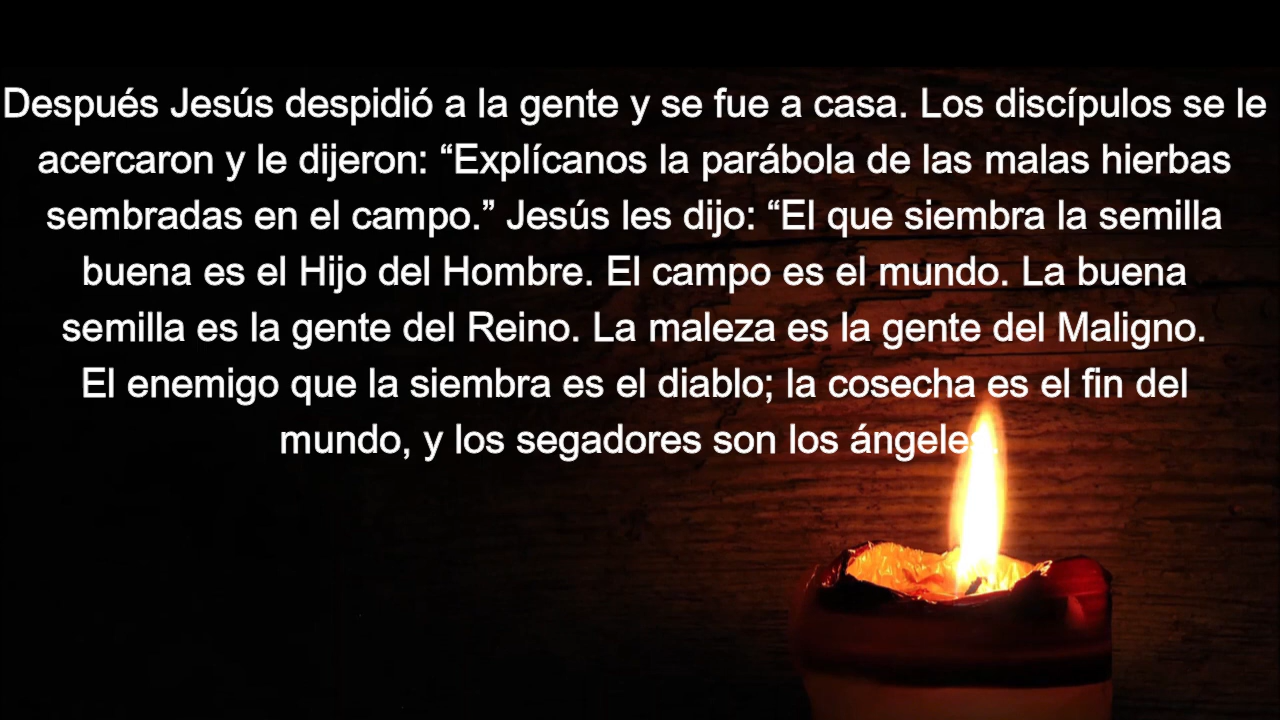 Después Jesús despidió a la gente y se fue a casa. Los discípulos se le
acercaron y le dijeron: “Explícanos la parábola de las malas hierbas
sembradas en el campo.” Jesús les dijo: “El que siembra la semilla
buena es el Hijo del Hombre. El campo es el mundo. La buena
semilla es la gente del Reino. La maleza es la gente del Maligno.
El enemigo que la siembra es el diablo; la cosecha es el fin del
mundo, y los segadores son los ángeles.